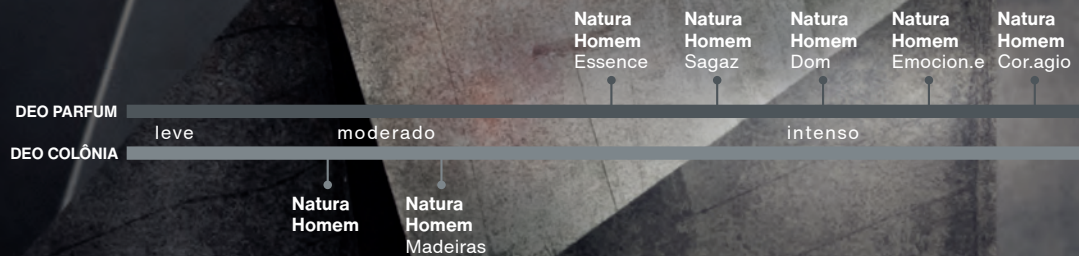 Natura Homem Essence
Natura Homem Sagaz
Natura Homem Dom
Natura Homem Emocion.e
Natura Homem Cor.agio
DEO PARFUM
leve moderado intenso
DEO COLÔNIA
Natura Homem
Natura Homem Madeiras